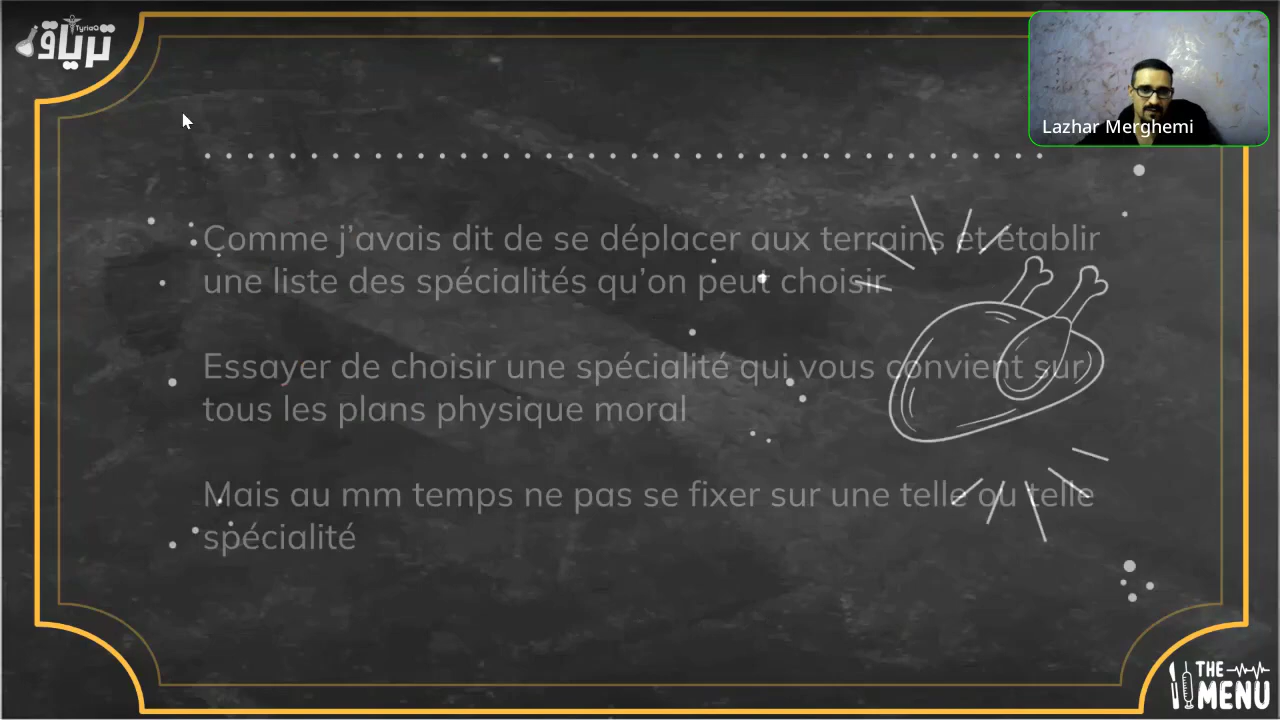 TyriaQ
ترياق
Lazhar Merghemi
Comme j’avais dit de se déplacer aux terrains et établir
une liste des spécialités qu’on peut choisir
Essayer de choisir une spécialité qui vous convient sur
tous les plans physique moral
Mais au mm temps ne pas se fixer sur une telle ou telle
spécialité
THE
MENU